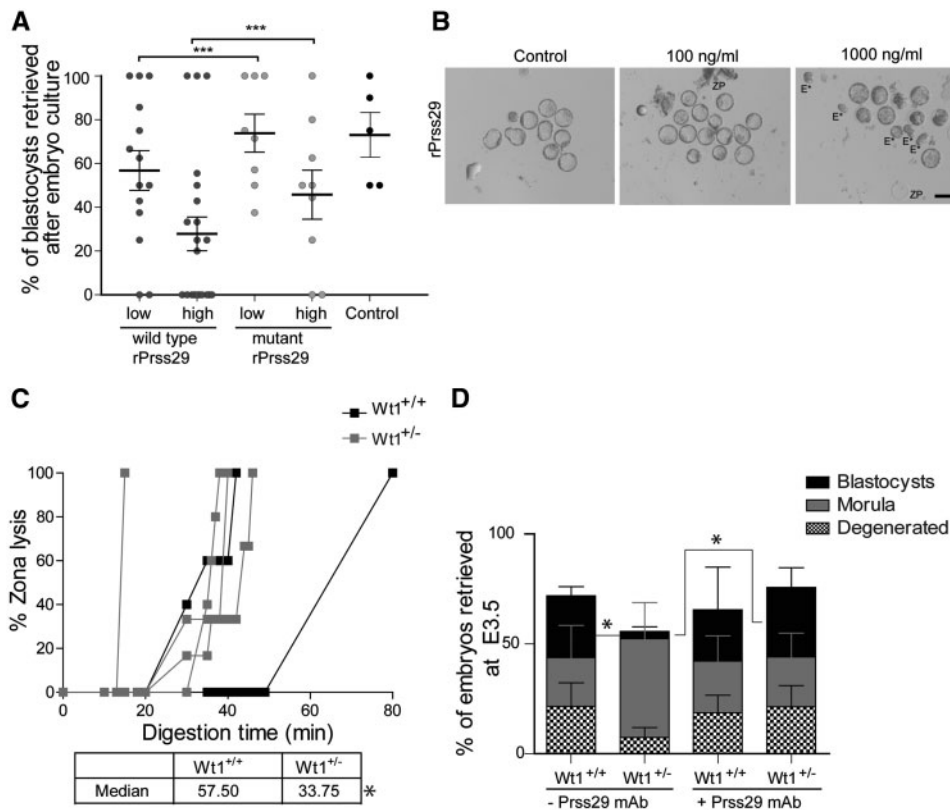 A
% of blastocysts retrieved
after embryo culture
***
***
100
80
60
40
20
0
low high low high Control
wild type mutant
rPrss29 rPrss29
B
Control 100 ng/ml 1000 ng/ml
rPrss29
ZP
E*
E*
E*
E*
E*
ZP
C
Wt1+/+
Wt1+/-
% Zona lysis
100
80
60
40
20
0
0 20 40 60 80
Digestion time (min)
Wt1+/+ Wt1+/-
Median 57.50 33.75 *
D
Blastocysts
Morula
Degenerated
% of embryos retrieved
at E3.5
100
50
0
*
*
Wt1+/+ Wt1+/- Wt1+/+ Wt1+/-
- Prss29 mAb + Prss29 mAb